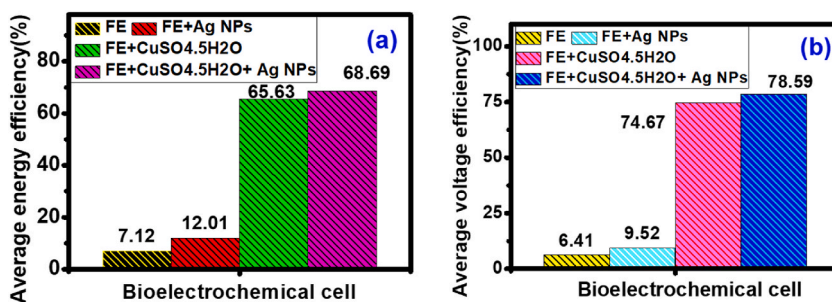 Average energy efficiency(%)
80
60
40
20
0
FE FE+Ag NPs
FE+CuSO4.5H2O
FE+CuSO4.5H2O+ Ag NPs
(a)
7.12
12.01
65.63
68.69
Bioelectrochemical cell
Average voltage efficiency(%)
100
75
50
25
0
FE FE+Ag NPs
FE+CuSO4.5H2O
FE+CuSO4.5H2O+ Ag NPs
(b)
6.41
9.52
74.67
78.59
Bioelectrochemical cell